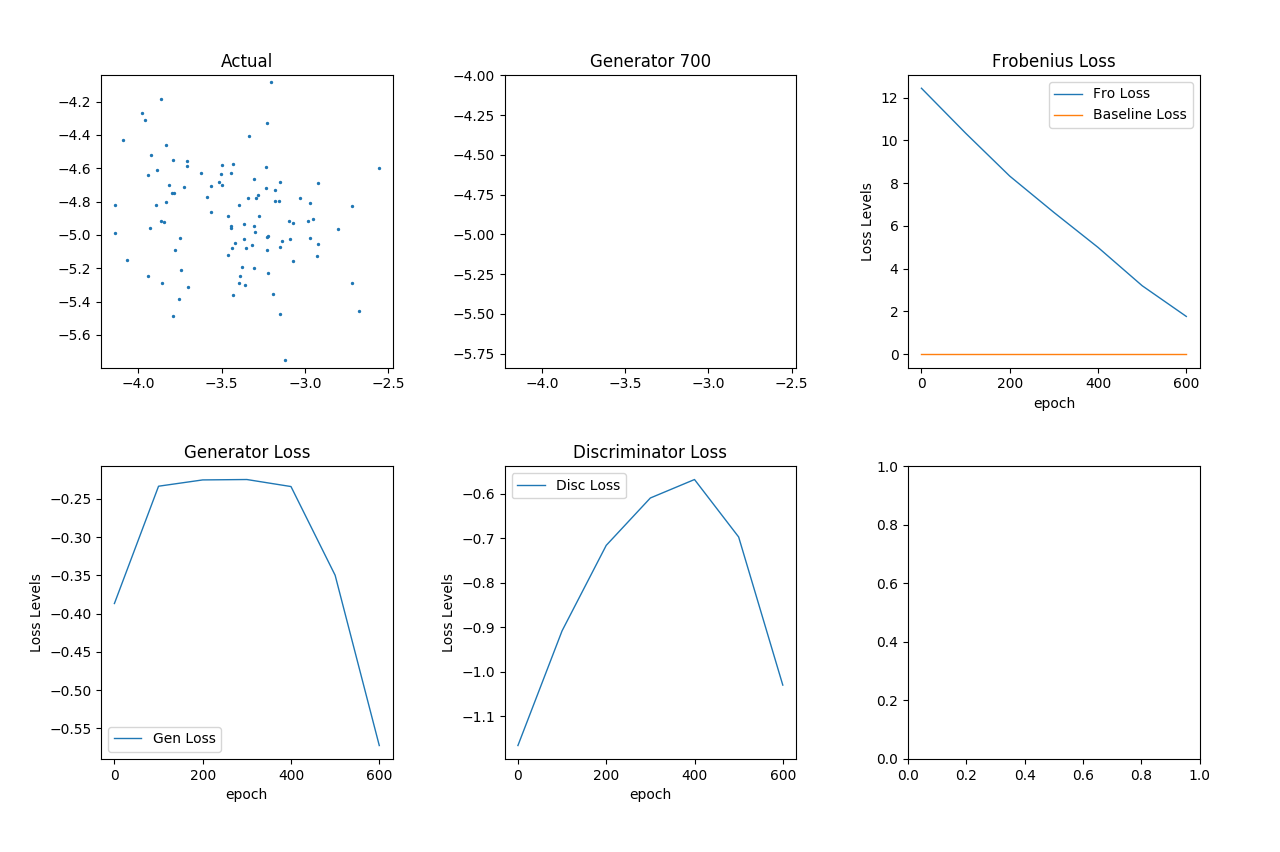 Actual
−4.2
−4.4
−4.6
−4.8
−5.0
−5.2
−5.4
−5.6
−4.0 −3.5 −3.0 −2.5
Generator 700
−4.00
−4.25
−4.50
−4.75
−5.00
−5.25
−5.50
−5.75
−4.0 −3.5 −3.0 −2.5
Frobenius Loss
Fro Loss
Baseline Loss
Loss Levels
12
10
8
6
4
2
0
0 200 400 600
epoch
Generator Loss
Loss Levels
−0.25
−0.30
−0.35
−0.40
−0.45
−0.50
−0.55
Gen Loss
0 200 400 600
epoch
Discriminator Loss
Disc Loss
Loss Levels
−0.6
−0.7
−0.8
−0.9
−1.0
−1.1
0 200 400 600
epoch
1.0
0.8
0.6
0.4
0.2
0.0
0.0 0.2 0.4 0.6 0.8 1.0